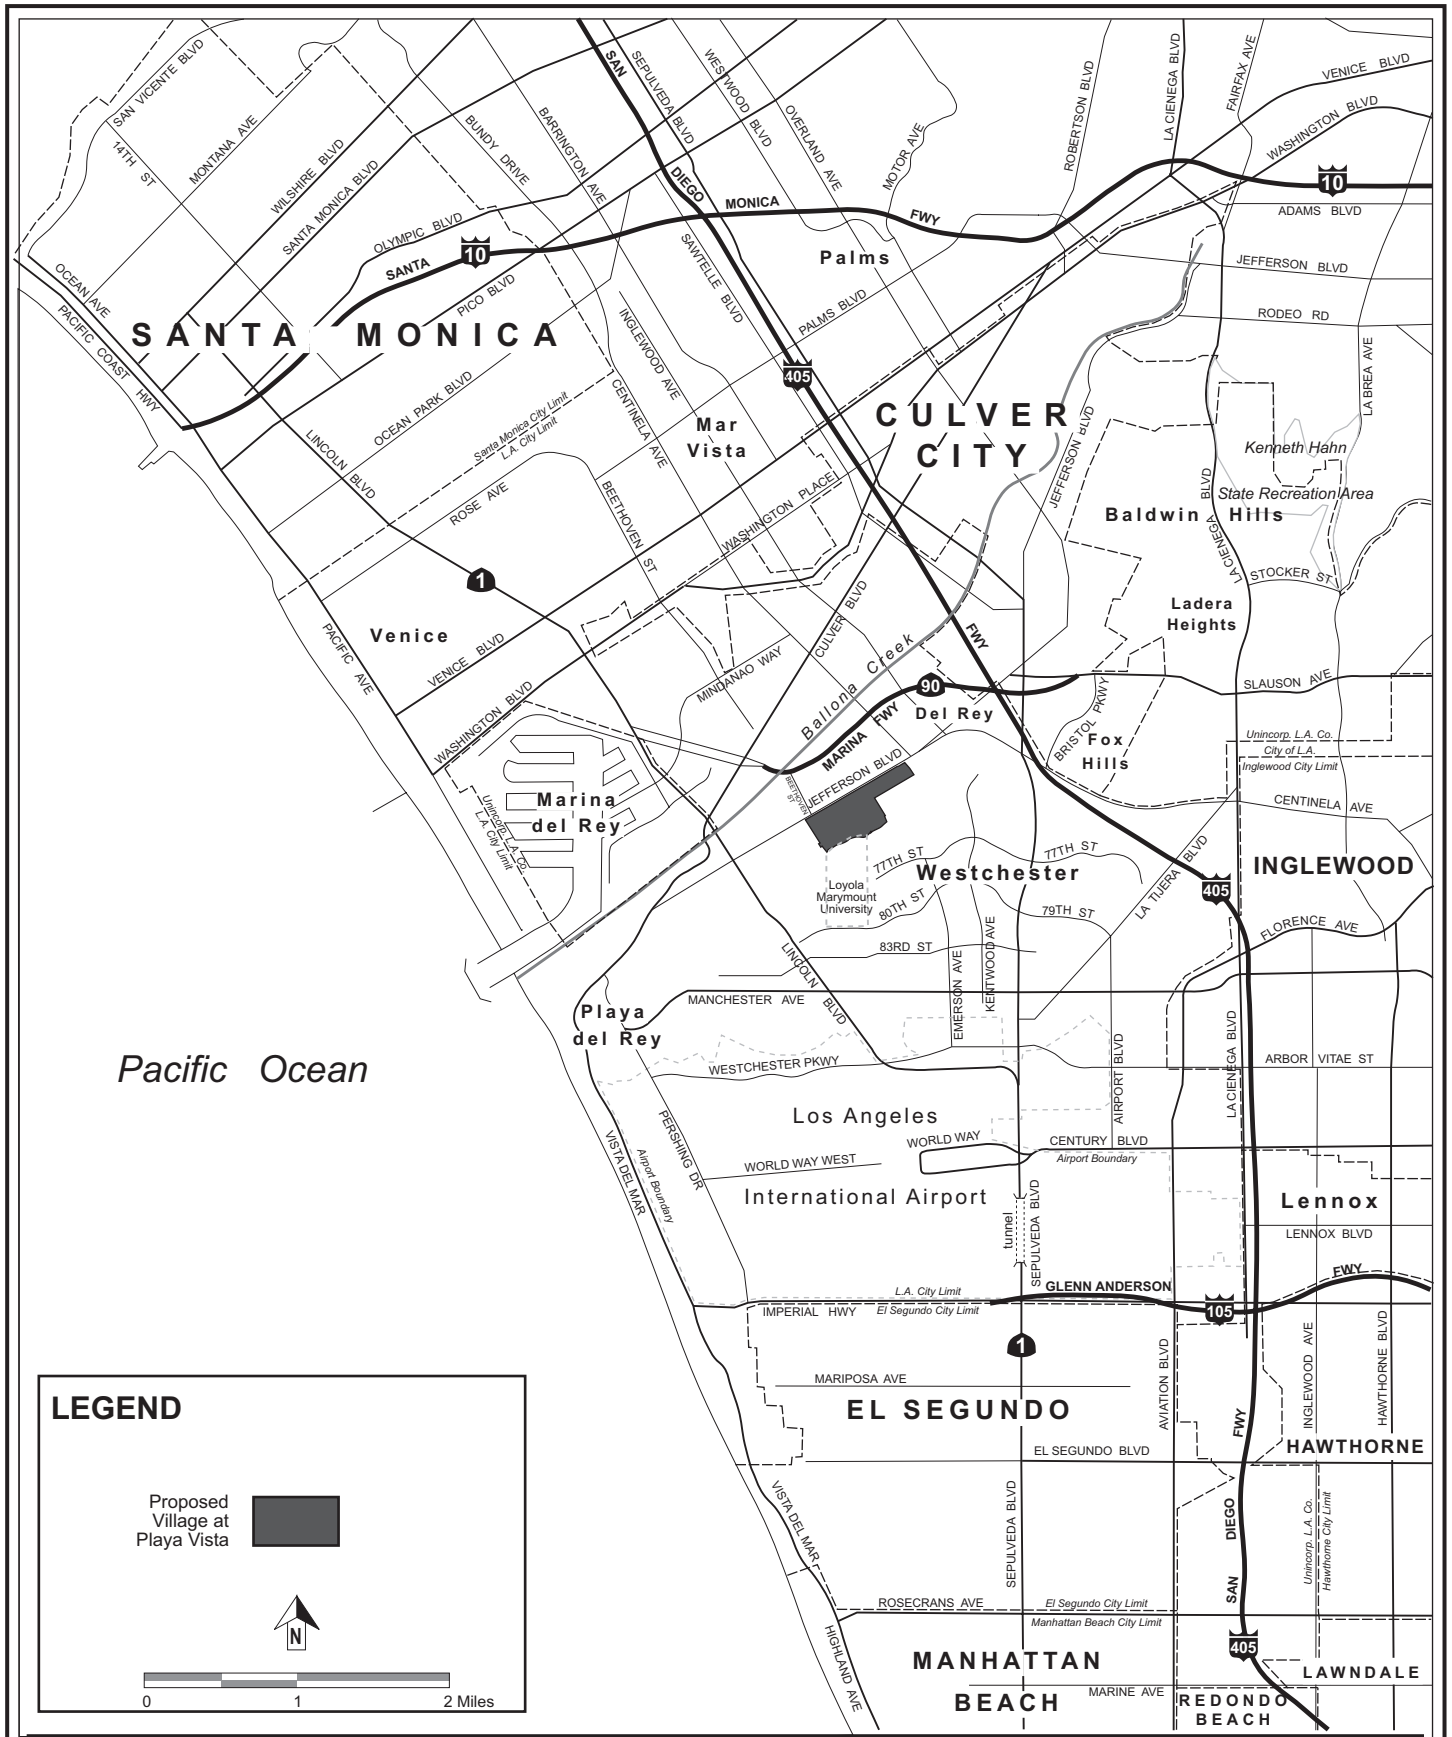 SAN VICENTE BLVD
14TH ST
MONTANA AVE
WILSHIRE BLVD
SANTA MONICA BLVD
OLYMPIC BLVD
BUNDY DRIVE
BARRINGTON AVE
SAN
DIEGO
SEPULVEDA BLVD
WESTWOOD BLVD
OVERLAND AVE
MOTOR AVE
ROBERTSON BLVD
LA CIENEGA BLVD
FAIRFAX AVE
VENICE BLVD
WASHINGTON BLVD
10
ADAMS BLVD
SANTA
10
MONICA
FWY
OCEAN AVE
PACIFIC COAST HWY
PICO BLVD
SAWTELLE BLVD
Palms
PALMS BLVD
JEFFERSON BLVD
RODEO RD
LA BREA AVE
SANTA MONICA
INGLEWOOD AVE
405
OCEAN PARK BLVD
CENTINELA AVE
Santa Monica City Limit
L.A. City Limit
LINCOLN BLVD
Mar
Vista
CULVER
CITY
JEFFERSON BLVD
Kenneth Hahn
State Recreation Area
LA CIENEGA
BLVD
Baldwin Hills
ROSE AVE
BEETHOVEN ST
WASHINGTON PLACE
STOCKER ST
1
Ladera
Heights
Venice
PACIFIC AVE
VENICE BLVD
WASHINGTON BLVD
CULVER BLVD
MINDANAO WAY
Ballona Creek
FWY
90
MARINA FWY
Del Rey
SLAUSON AVE
BRISTOL PKWY
Fox
Hills
Unincorp. L.A. Co.
City of L.A.
Inglewood City Limit
BEETHOVEN
ST
JEFFERSON BLVD
Marina
del Rey
Unincorp. L.A. Co.
L.A. City Limit
CENTINELA AVE
77TH ST
77TH ST
Westchester
LA TIJERA BLVD
INGLEWOOD
405
Loyola
Marymount
University
80TH ST
79TH ST
FLORENCE AVE
83RD ST
LINCOLN BLVD
EMERSON AVE
KENTWOOD AVE
MANCHESTER AVE
Playa
del Rey
Pacific Ocean
WESTCHESTER PKWY
AIRPORT BLVD
LA CIENEGA BLVD
ARBOR VITAE ST
Los Angeles
PERSHING DR
VISTA DEL MAR
Airport Boundary
WORLD WAY
CENTURY BLVD
Airport Boundary
WORLD WAY WEST
International Airport
tunnel
SEPULVEDA BLVD
Lennox
LENNOX BLVD
L.A. City Limit
GLENN ANDERSON
FWY
IMPERIAL HWY
El Segundo City Limit
105
1
AVIATION BLVD
INGLEWOOD AVE
HAWTHORNE BLVD
MARIPOSA AVE
EL SEGUNDO
FWY
EL SEGUNDO BLVD
HAWTHORNE
VISTA DEL MAR
SEPULVEDA BLVD
DIEGO
SAN
Unincorp. L.A. Co.
Hawthorne City Limit
ROSECRANS AVE
El Segundo City Limit
Manhattan Beach City Limit
405
HIGHLAND AVE
MANHATTAN
BEACH
MARINE AVE
LAWNDALE
REDONDO
BEACH
LEGEND
Proposed
Village at
Playa Vista
N
0 1 2 Miles